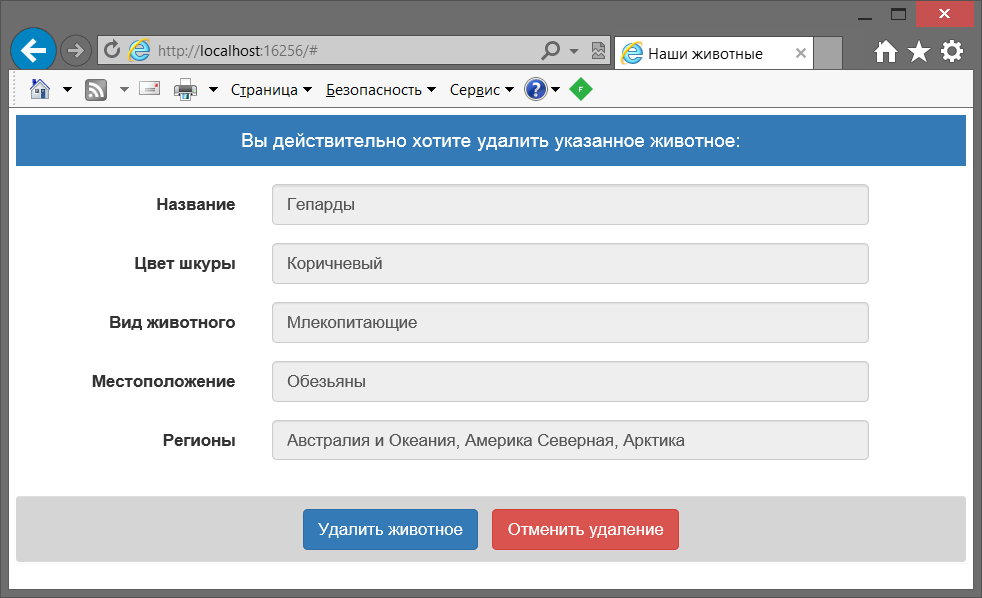 http://localhost:16256/#
Наши животные
Страница Безопасность Сервис
F
Вы действительно хотите удалить указанное животное:
Название Гепарды
Цвет шкуры Коричневый
Вид животного Млекопитающие
Местоположение Обезьяны
Регионы Австралия и Океания, Америка Северная, Арктика
Удалить животное Отменить удаление